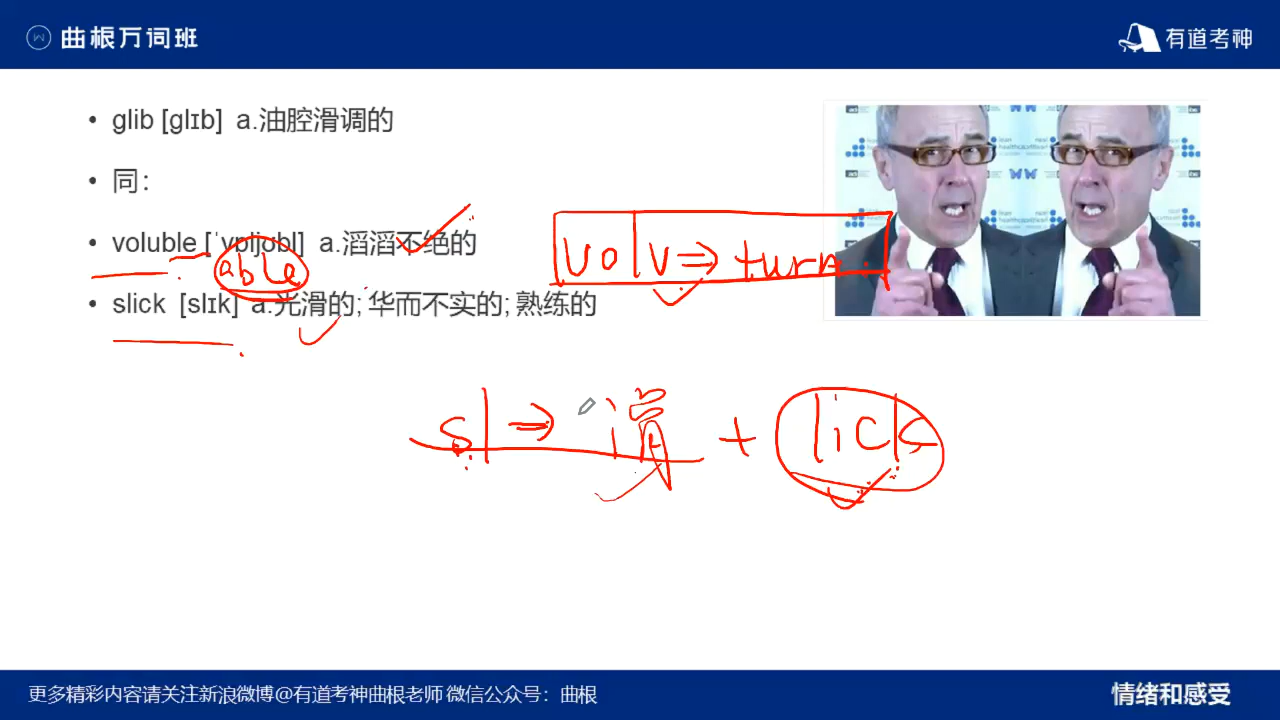 曲根万词班
有道考神
• glib [glɪb] a.油腔滑调的
• 同:
• voluble [ˈvɒljʊbl] a.滔滔不绝的
able
volv⇒turn
• slick [slɪk] a.光滑的; 华而不实的; 熟练的
sl⇒滑+lick
更多精彩内容请关注新浪微博@有道考神曲根老师 微信公众号: 曲根
情绪和感受